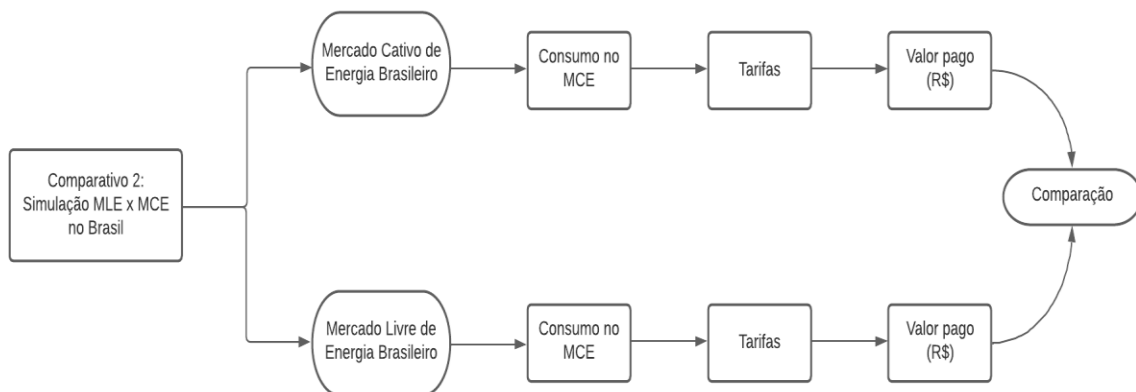 Comparativo 2:
Simulação MLE x MCE
no Brasil
Mercado Cativo de
Energia Brasileiro
Consumo no
MCE
Tarifas
Valor pago
(R$)
Mercado Livre de
Energia Brasileiro
Consumo no
MCE
Tarifas
Valor pago
(R$)
Comparação